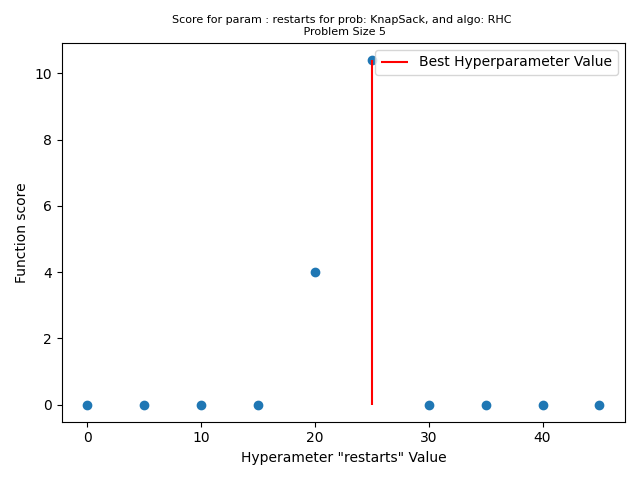 Score for param : restarts for prob: KnapSack, and algo: RHC
Problem Size 5
Best Hyperparameter Value
Function score
10
8
6
4
2
0
0
10
20
30
40
Hyperameter "restarts" Value